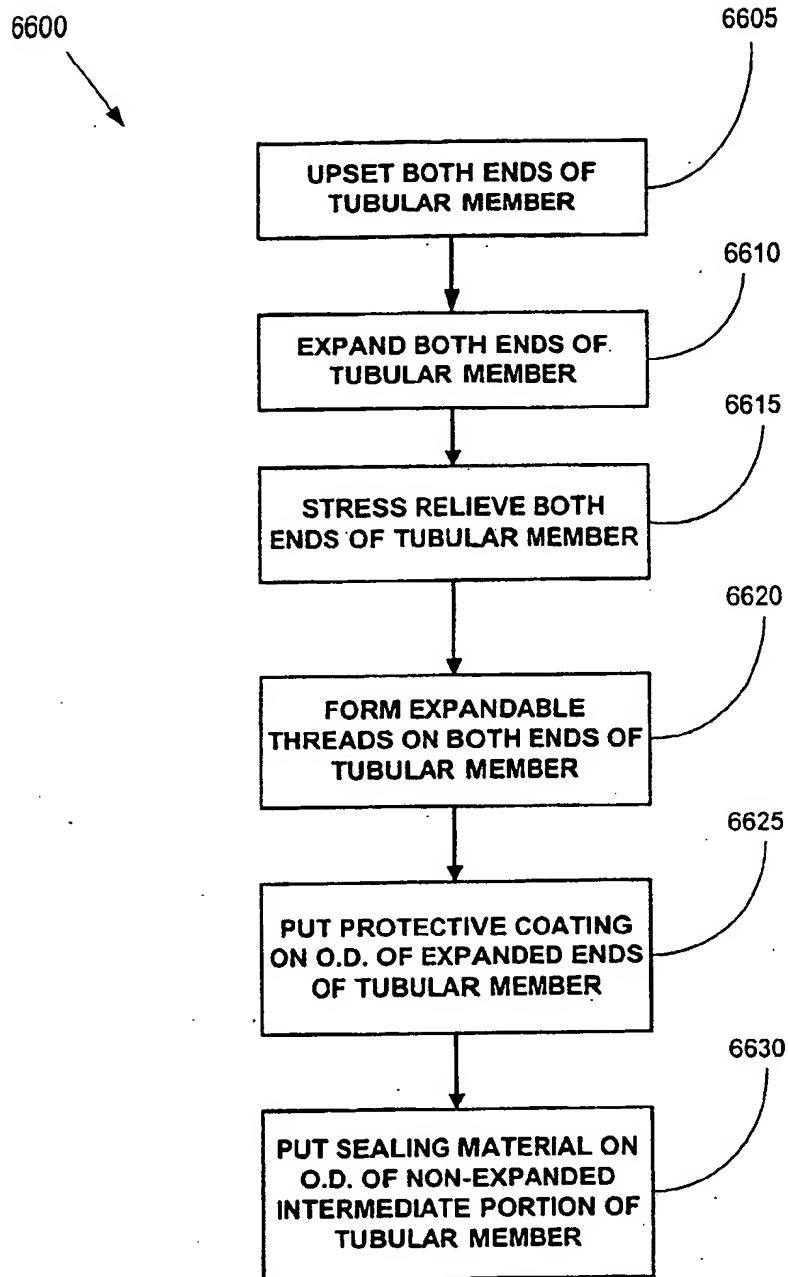 6600
6605
UPSET BOTH ENDS OF
TUBULAR MEMBER
6610
EXPAND BOTH ENDS OF
TUBULAR MEMBER
6615
STRESS RELIEVE BOTH
ENDS OF TUBULAR MEMBER
6620
FORM EXPANDABLE
THREADS ON BOTH ENDS OF
TUBULAR MEMBER
6625
PUT PROTECTIVE COATING
ON O.D. OF EXPANDED ENDS
OF TUBULAR MEMBER
6630
PUT SEALING MATERIAL ON
O.D. OF NON-EXPANDED
INTERMEDIATE PORTION OF
TUBULAR MEMBER